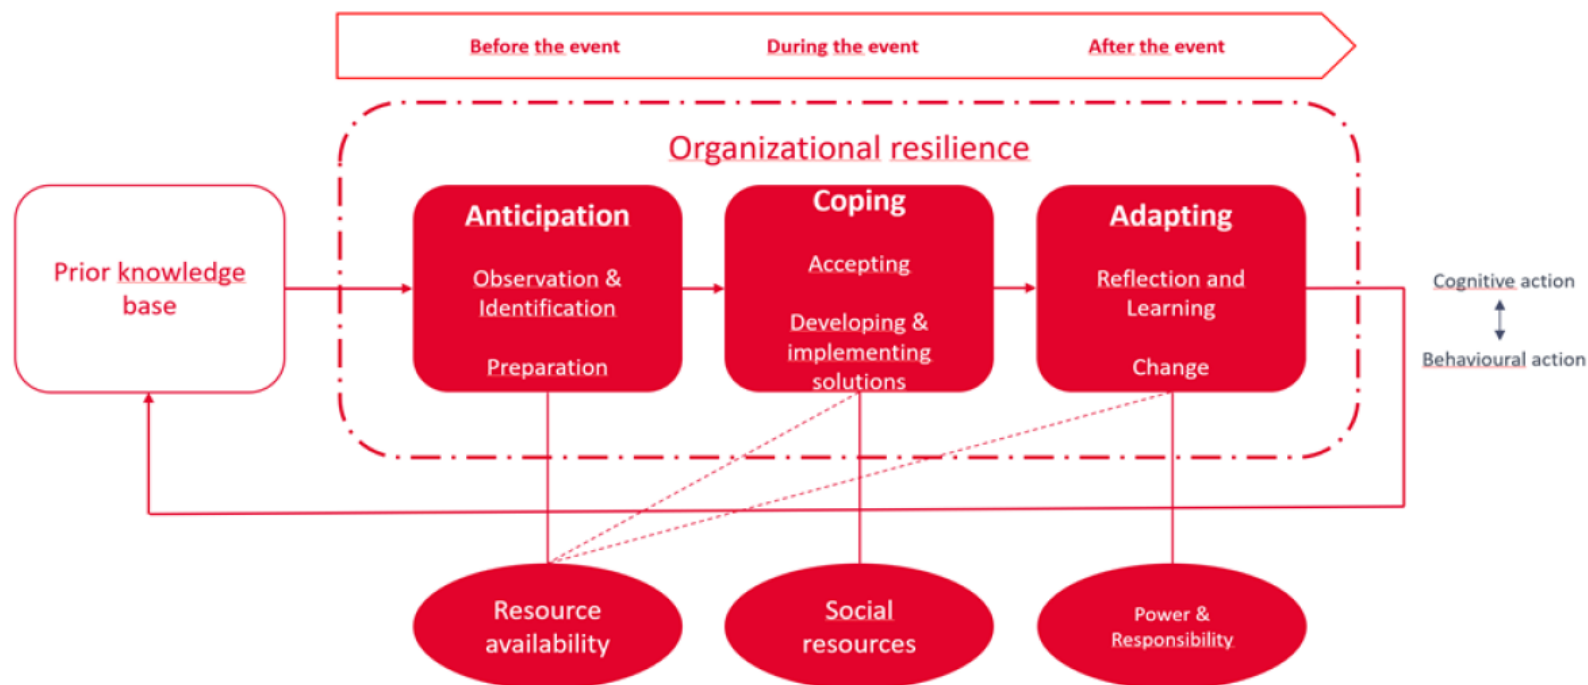 Before the event
During the event
After the event
Organizational resilience
Prior knowledge
base
Anticipation
Observation &
Identification
Preparation
Coping
Accepting
Developing &
implementing
solutions
Adapting
Reflection and
Learning
Change
Cognitive action
Behavioural action
Resource
availability
Social
resources
Power &
Responsibility